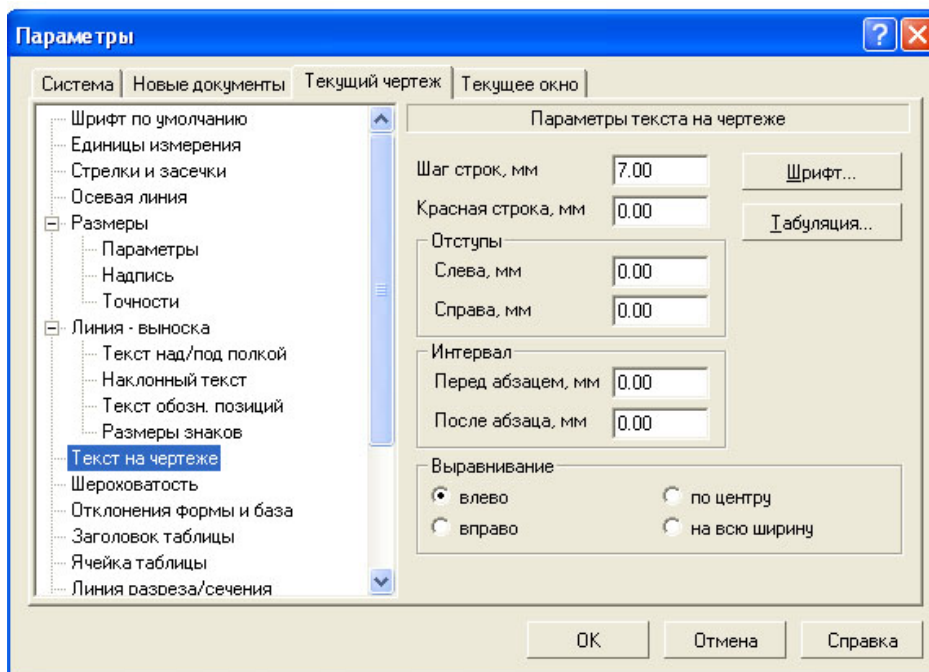 Параметры
Система Новые документы Текущий чертеж Текущее окно
Шрифт по умолчанию
Единицы измерения
Стрелки и засечки
Осевая линия
Размеры
Параметры
Надпись
Точности
Линия - выноска
Текст над/под полкой
Наклонный текст
Текст обозн. позиций
Размеры знаков
Текст на чертеже
Шероховатость
Отклонения формы и база
Заголовок таблицы
Ячейка таблицы
Линия разреза/сечения
Параметры текста на чертеже
Шаг строк, мм 7.00 Шрифт...
Красная строка, мм 0.00 Табуляция...
Отступы
Слева, мм 0.00
Справа, мм 0.00
Интервал
Перед абзацем, мм 0.00
После абзаца, мм 0.00
Выравнивание
влево по центру
вправо на всю ширину
OK Отмена Справка